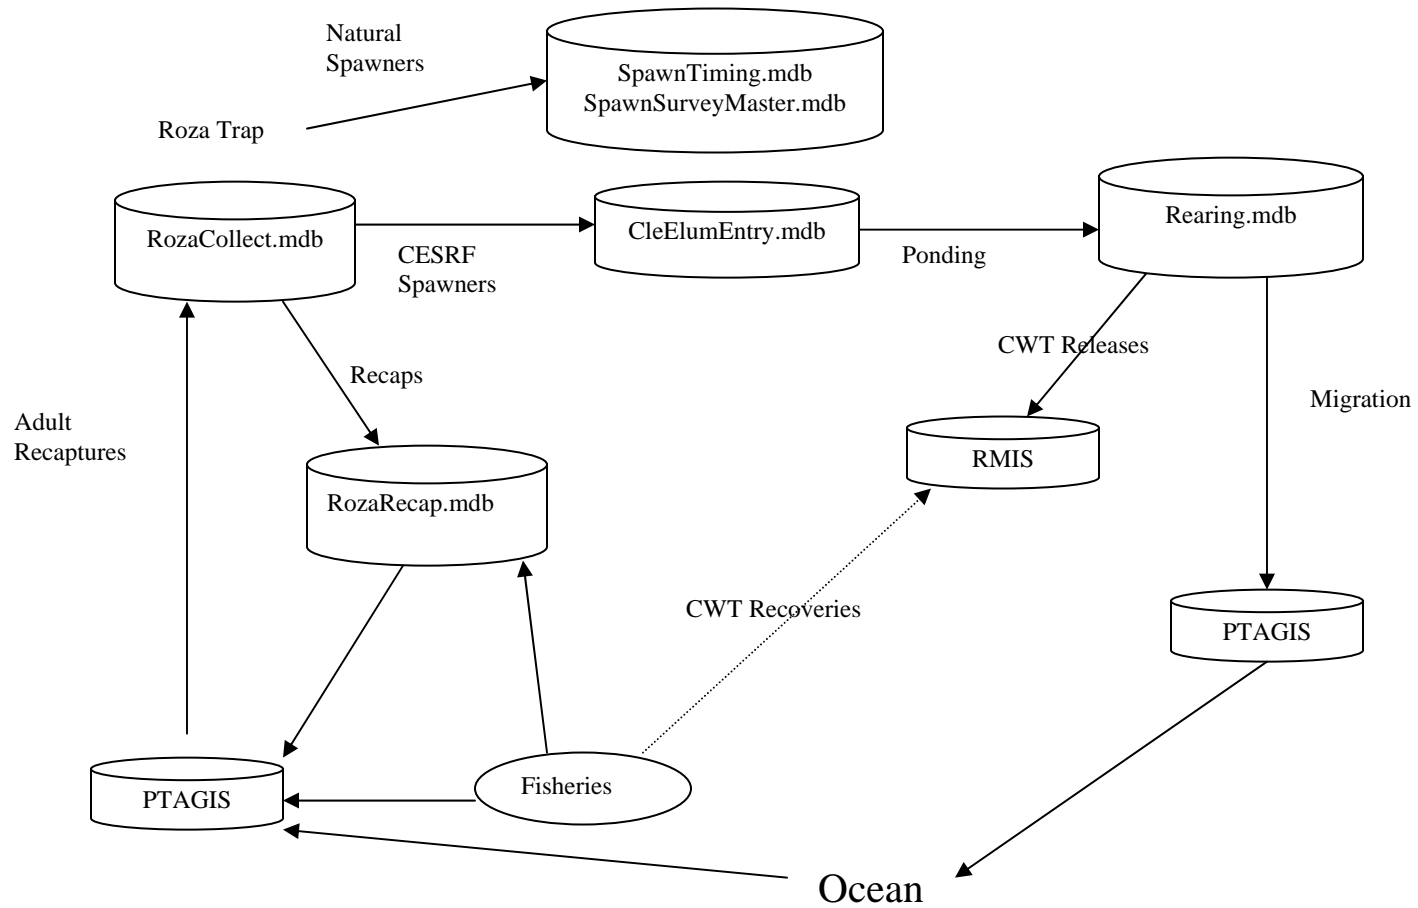 Natural
Spawners
SpawnTiming.mdb
SpawnSurveyMaster.mdb
Roza Trap
RozaCollect.mdb
CESRF
Spawners
CleElumEntry.mdb
Ponding
Rearing.mdb
CWT Releases
Migration
Recaps
Adult
Recaptures
RMIS
RozaRecap.mdb
CWT Recoveries
PTAGIS
PTAGIS
Fisheries
Ocean